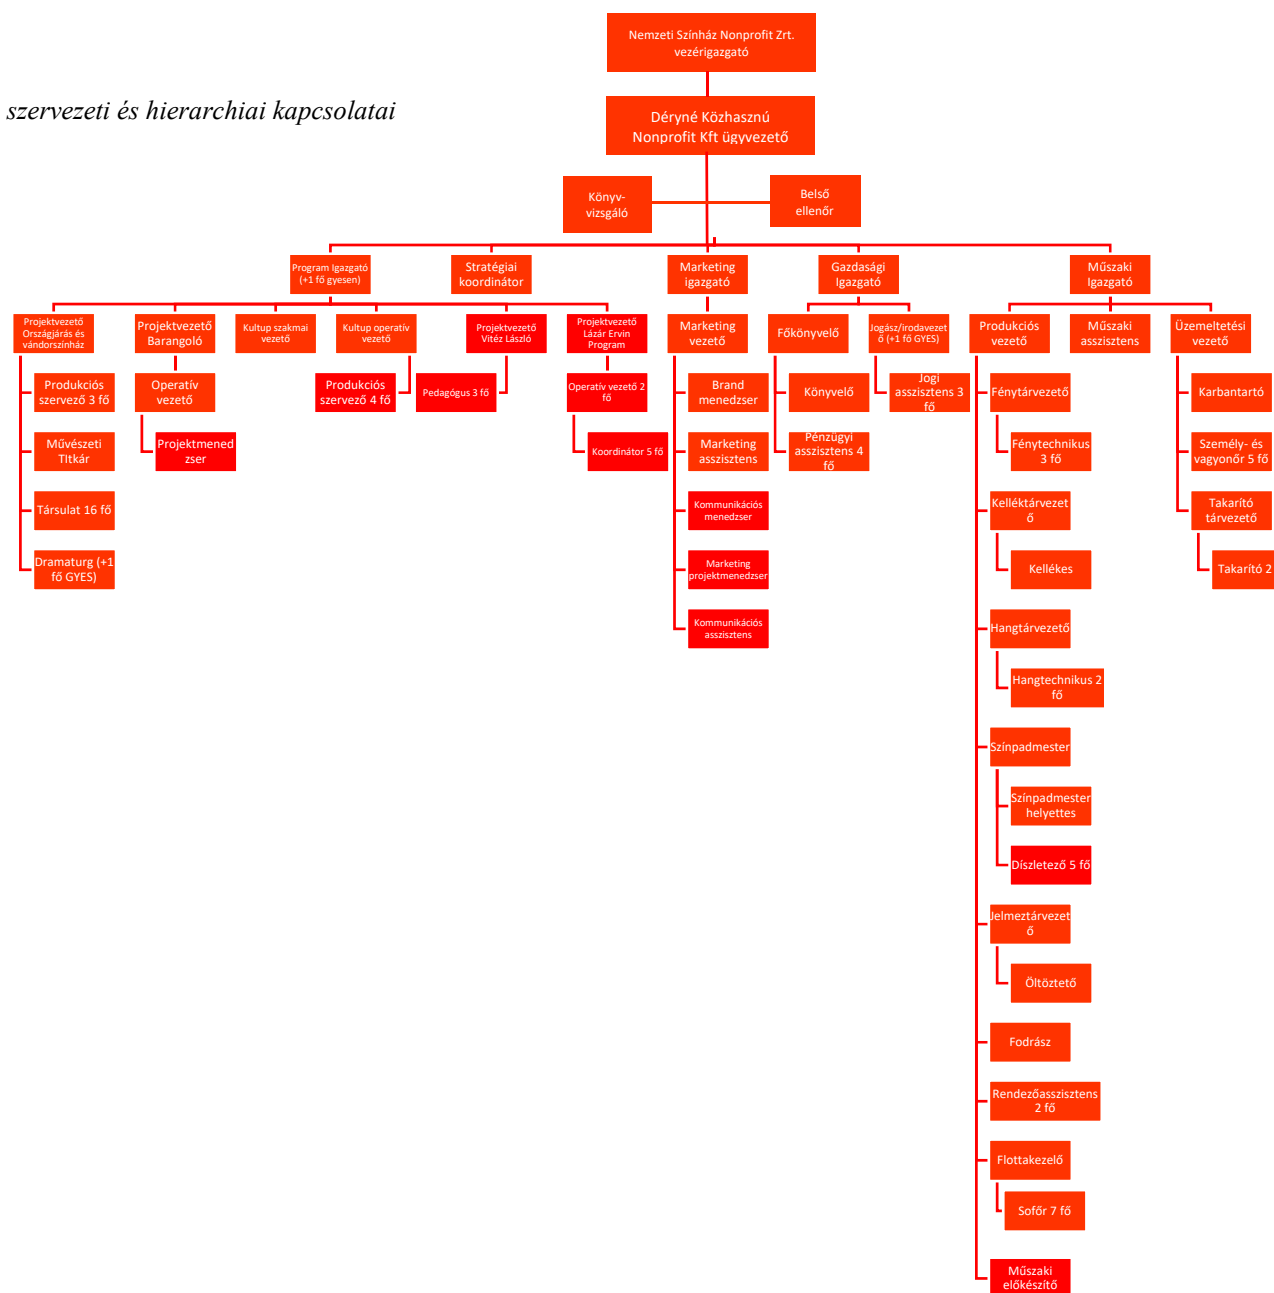 Nemzeti Színház Nonprofit Zrt.
vezérigazgató
szervezeti és hierarchiai kapcsolatai
Déryné Közhasznú
Nonprofit Kft ügyvezető
Könyv-
vizsgáló
Belső
ellenőr
Program Igazgató
(+1 fő gyesen)
Stratégiai
koordinátor
Marketing
igazgató
Gazdasági
Igazgató
Műszaki
Igazgató
Projektvezető
Országjárás és
vándorszínház
Projektvezető
Barangoló
Kultup szakmai
vezető
Kultup operatív
vezető
Projektvezető
Vitéz László
Projektvezető
Lázár Ervin
Program
Marketing
vezető
Főkönyvelő
Jogász/irodavezet
ő (+1 fő GYES)
Produkciós
vezető
Műszaki
asszisztens
Üzemeltetési
vezető
Produkciós
szervező 3 fő
Operatív
vezető
Produkciós
szervező 4 fő
Pedagógus 3 fő
Operatív vezető 2
fő
Brand
menedzser
Könyvelő
Jogi
asszisztens 3
fő
Fénytárvezető
Karbantartó
Művészeti
TItkár
Projektmened
zser
Koordinátor 5 fő
Marketing
asszisztens
Pénzügyi
asszisztens 4
fő
Fénytechnikus
3 fő
Személy- és
vagyonőr 5 fő
Társulat 16 fő
Kommunikációs
menedzser
Kelléktárvezet
ő
Takarító
tárvezető
Dramaturg (+1
fő GYES)
Marketing
projektmenedzser
Kellékes
Takarító 2
Kommunikációs
asszisztens
Hangtárvezető
Hangtechnikus 2
fő
Színpadmester
Színpadmester
helyettes
Díszletező 5 fő
Jelmeztárvezet
ő
Öltöztető
Fodrász
Rendezőasszisztens
2 fő
Flottakezelő
Sofőr 7 fő
Műszaki
előkészítő